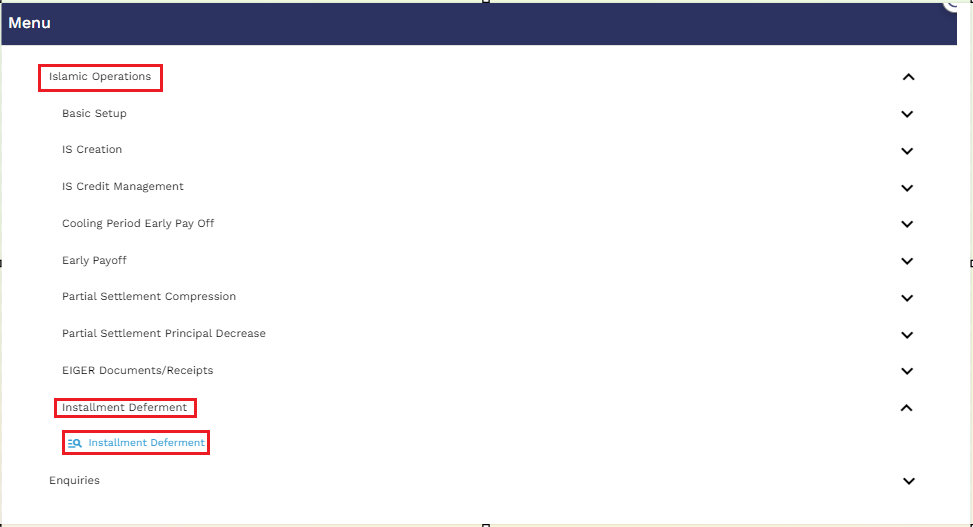 Menu
Islamic Operations
Basic Setup
IS Creation
IS Credit Management
Cooling Period Early Pay Off
Early Payoff
Partial Settlement Compression
Partial Settlement Principal Decrease
EIGER Documents/Receipts
Installment Deferment
Installment Deferment
Enquiries